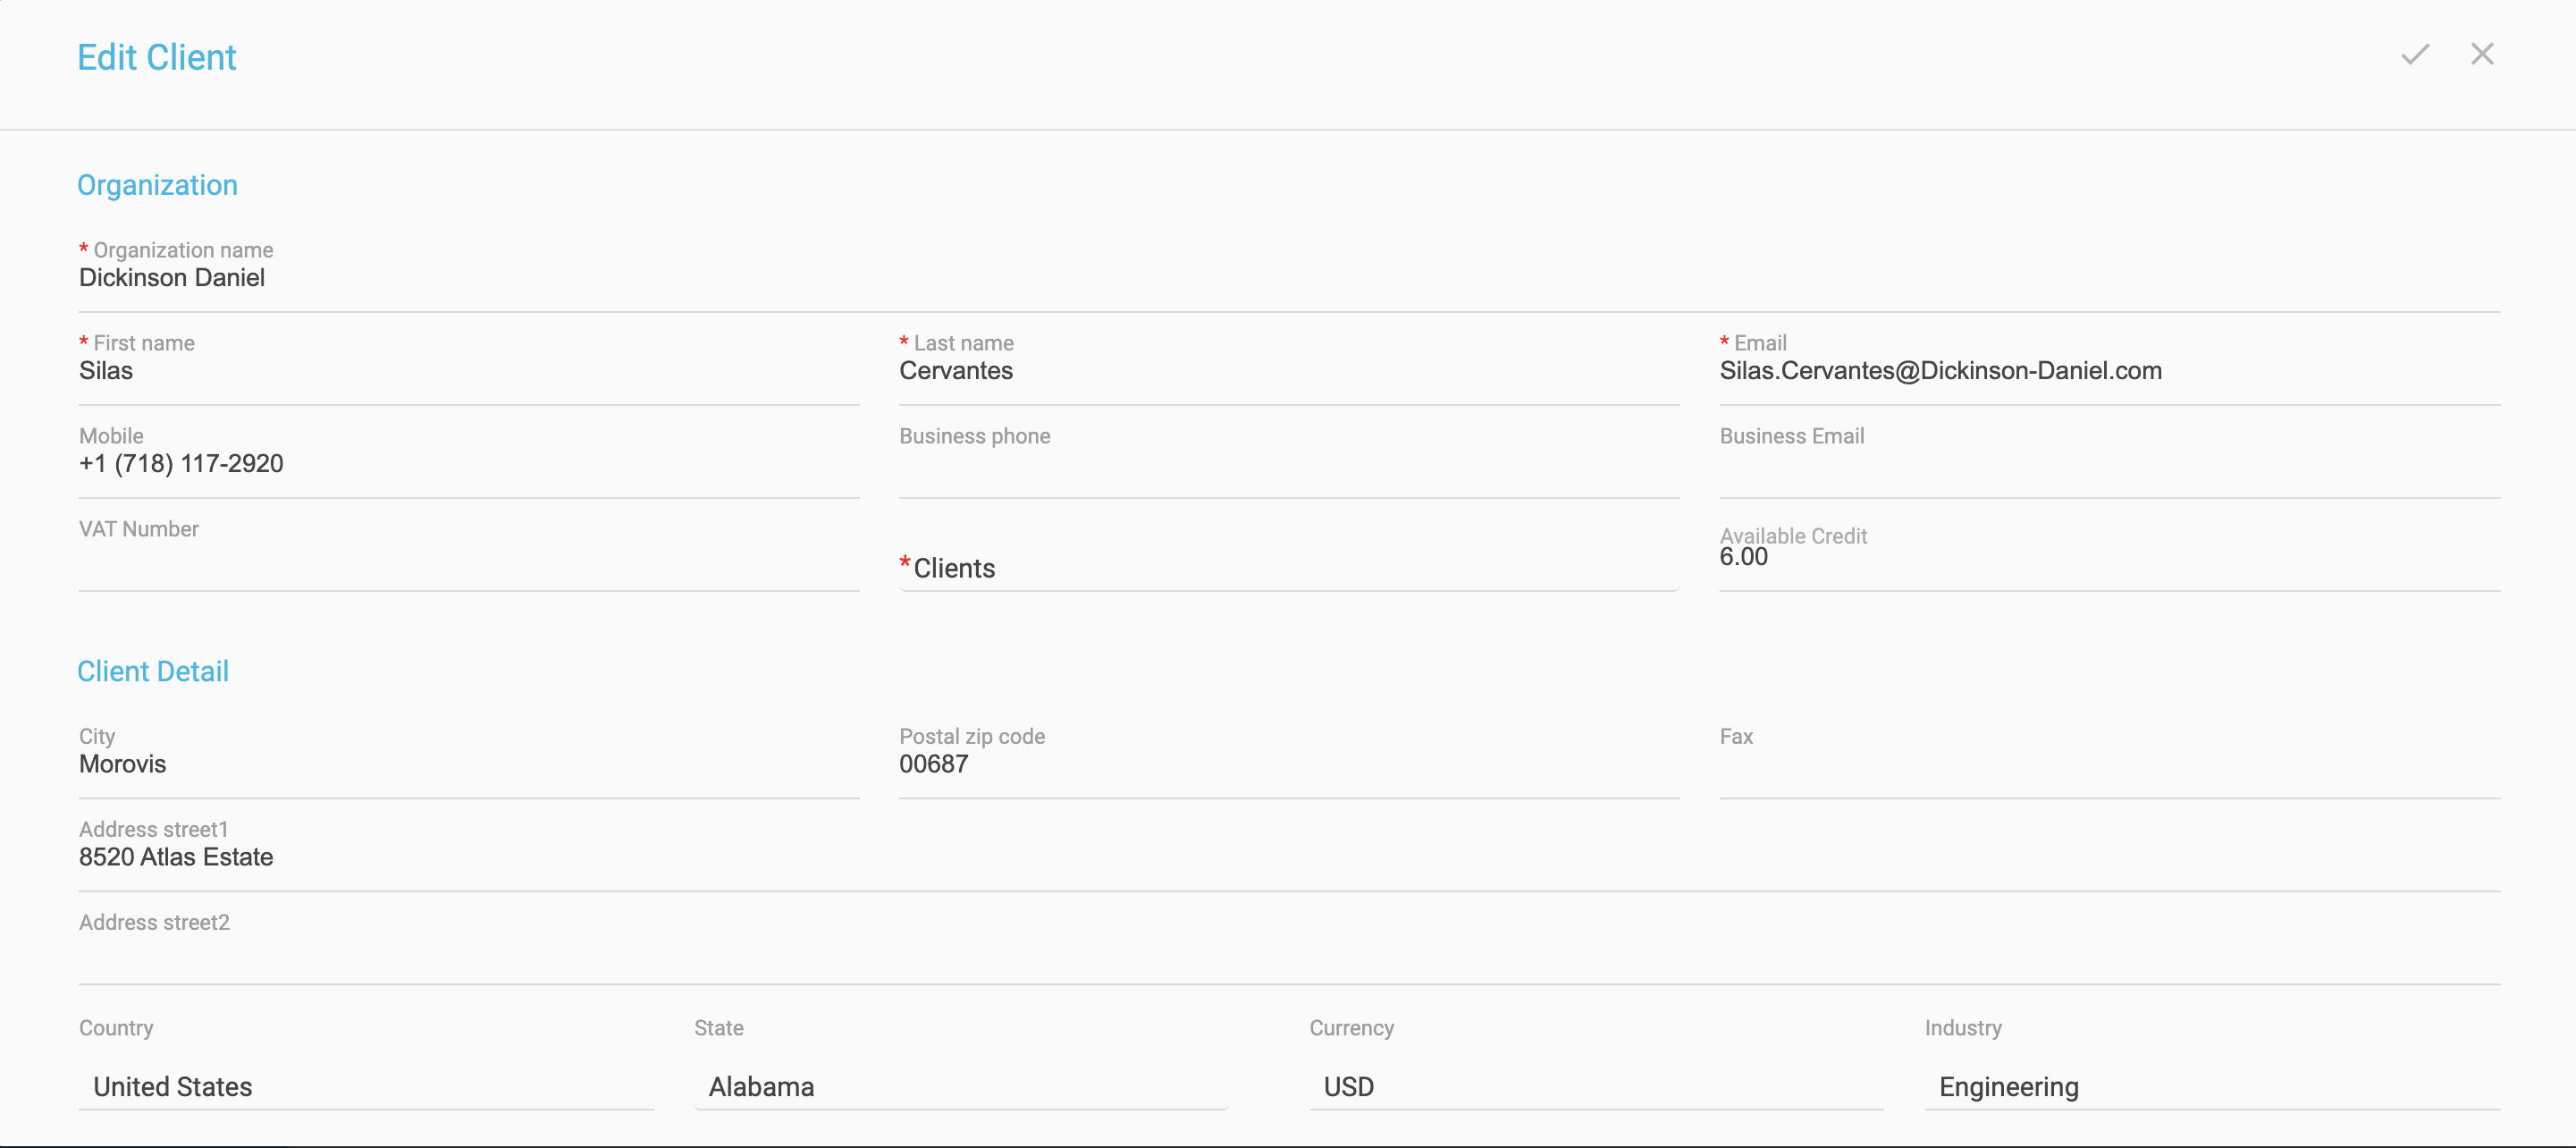 Edit Client
Organization
* Organization name
Dickinson Daniel
* First name
Silas
* Last name
Cervantes
* Email
Silas.Cervantes@Dickinson-Daniel.com
Mobile
+1 (718) 117-2920
Business phone
Business Email
VAT Number
* Clients
Available Credit
6.00
Client Detail
City
Morovis
Postal zip code
00687
Fax
Address street1
8520 Atlas Estate
Address street2
Country
United States
State
Alabama
Currency
USD
Industry
Engineering